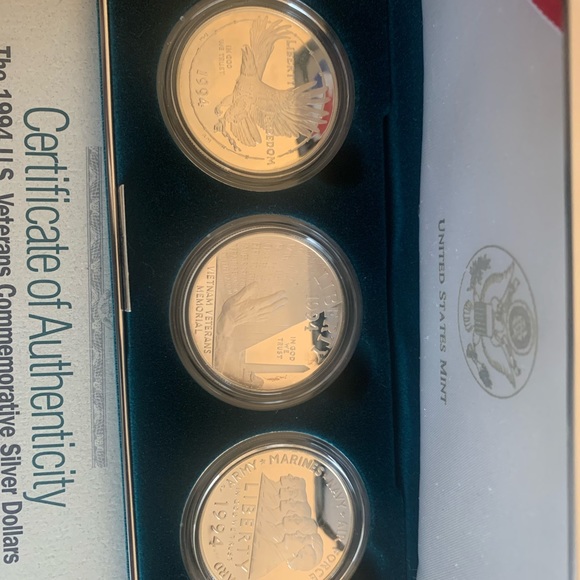 Certificate of Authenticity
The 1994 U.S. Veterans Commemorative Silver Dollars
LIBERTY
IN GOD
WE TRUST
1994
FREEDOM
IN GOD
WE
TRUST
VIETNAM VETERANS
MEMORIAL
ARMY • MARINES
LIBERTY
1994
UNITED STATES MINT